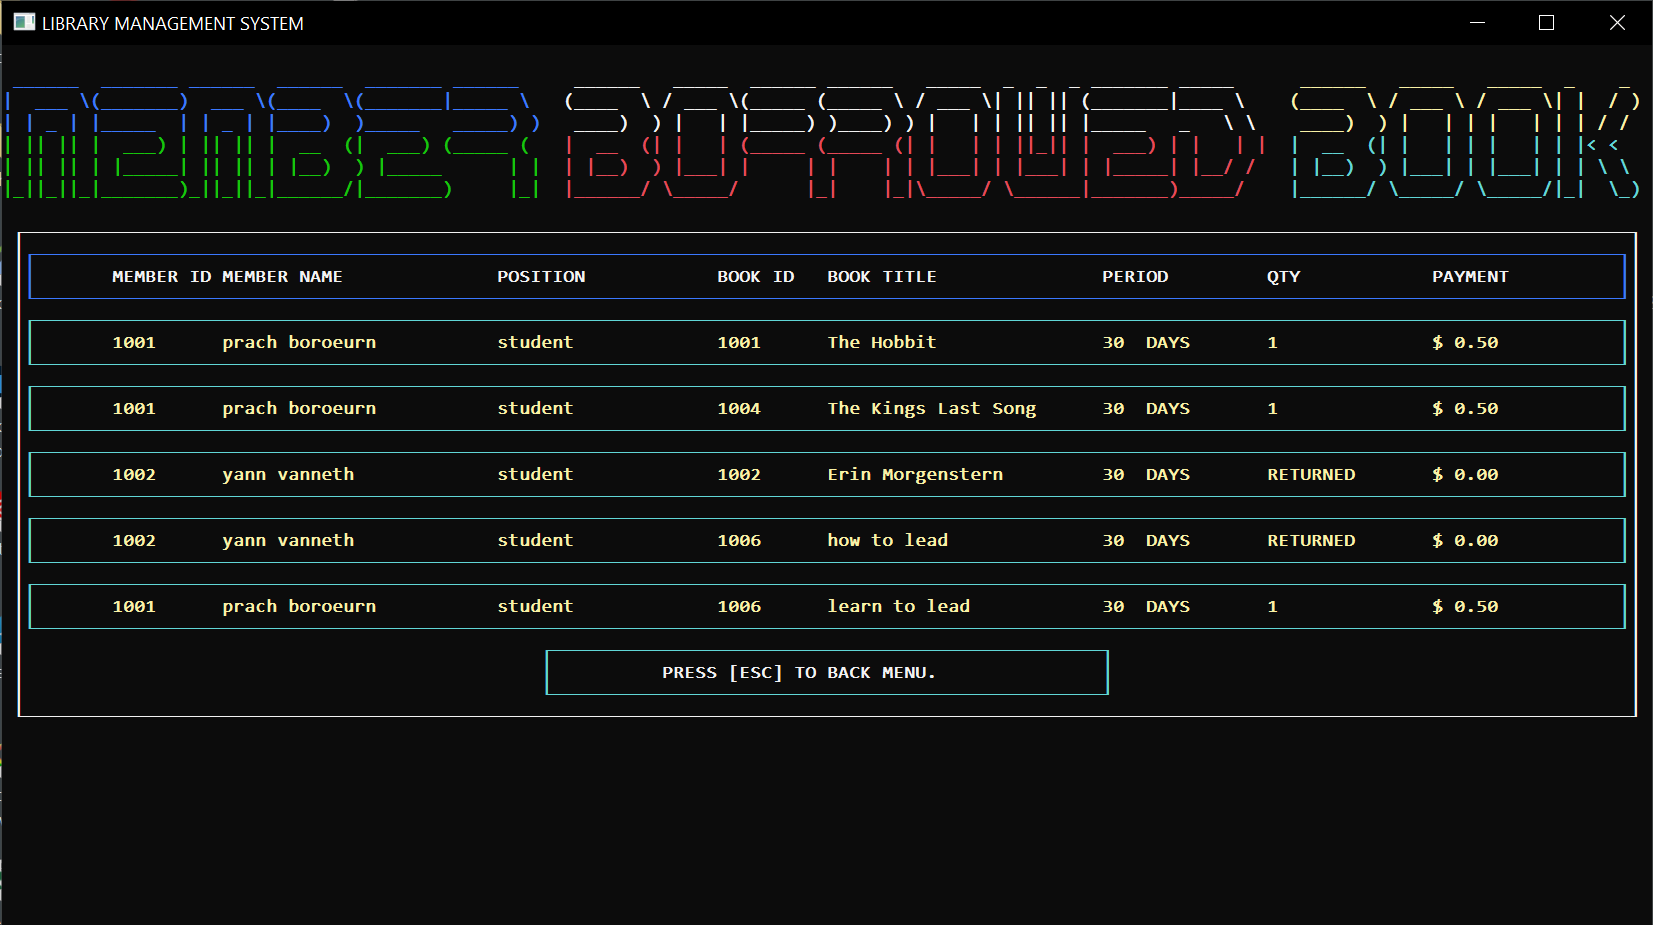 LIBRARY MANAGEMENT SYSTEM
MEMBER BORROWED BOOK
MEMBER ID MEMBER NAME POSITION BOOK ID BOOK TITLE PERIOD QTY PAYMENT
1001 prach boroeurn student 1001 The Hobbit 30 DAYS 1 $ 0.50
1001 prach boroeurn student 1004 The Kings Last Song 30 DAYS 1 $ 0.50
1002 yann vanneth student 1002 Erin Morgenstern 30 DAYS RETURNED $ 0.00
1002 yann vanneth student 1006 how to lead 30 DAYS RETURNED $ 0.00
1001 prach boroeurn student 1006 learn to lead 30 DAYS 1 $ 0.50
PRESS [ESC] TO BACK MENU.